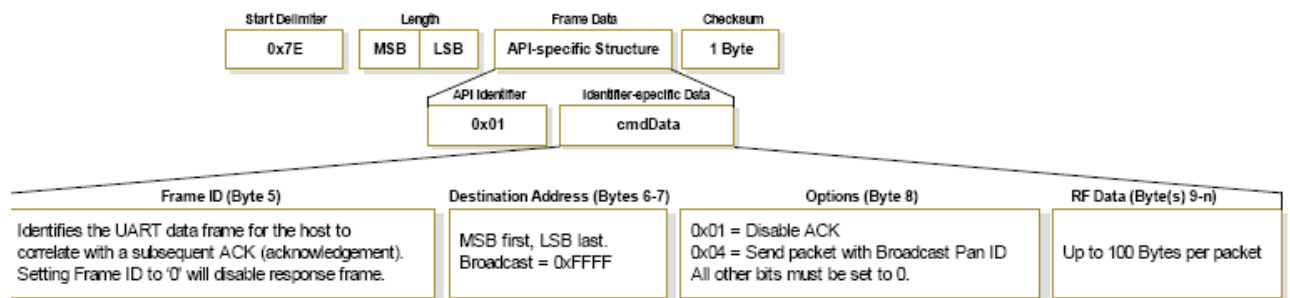 Start Delimiter Length Frame Data Checksum
0x7E MSB LSB API-specific Structure 1 Byte
API Identifier Identifier-specific Data
0x01 cmdData
Frame ID (Byte 5) Destination Address (Bytes 6-7) Options (Byte 8) RF Data (Byte(s) 9-n)
Identifies the UART data frame for the host to
correlate with a subsequent ACK (acknowledgement).
Setting Frame ID to '0' will disable response frame.
MSB first, LSB last.
Broadcast = 0xFFFF
0x01 = Disable ACK
0x04 = Send packet with Broadcast Pan ID
All other bits must be set to 0.
Up to 100 Bytes per packet